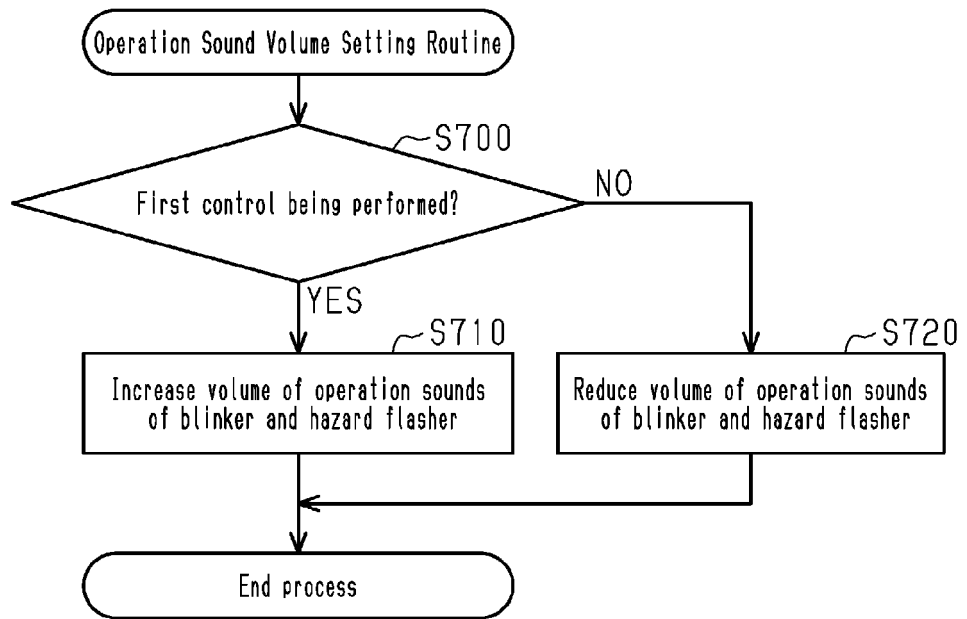 Operation Sound Volume Setting Routine
S700
First control being performed?
NO
YES
S710
Increase volume of operation sounds
of blinker and hazard flasher
S720
Reduce volume of operation sounds
of blinker and hazard flasher
End process